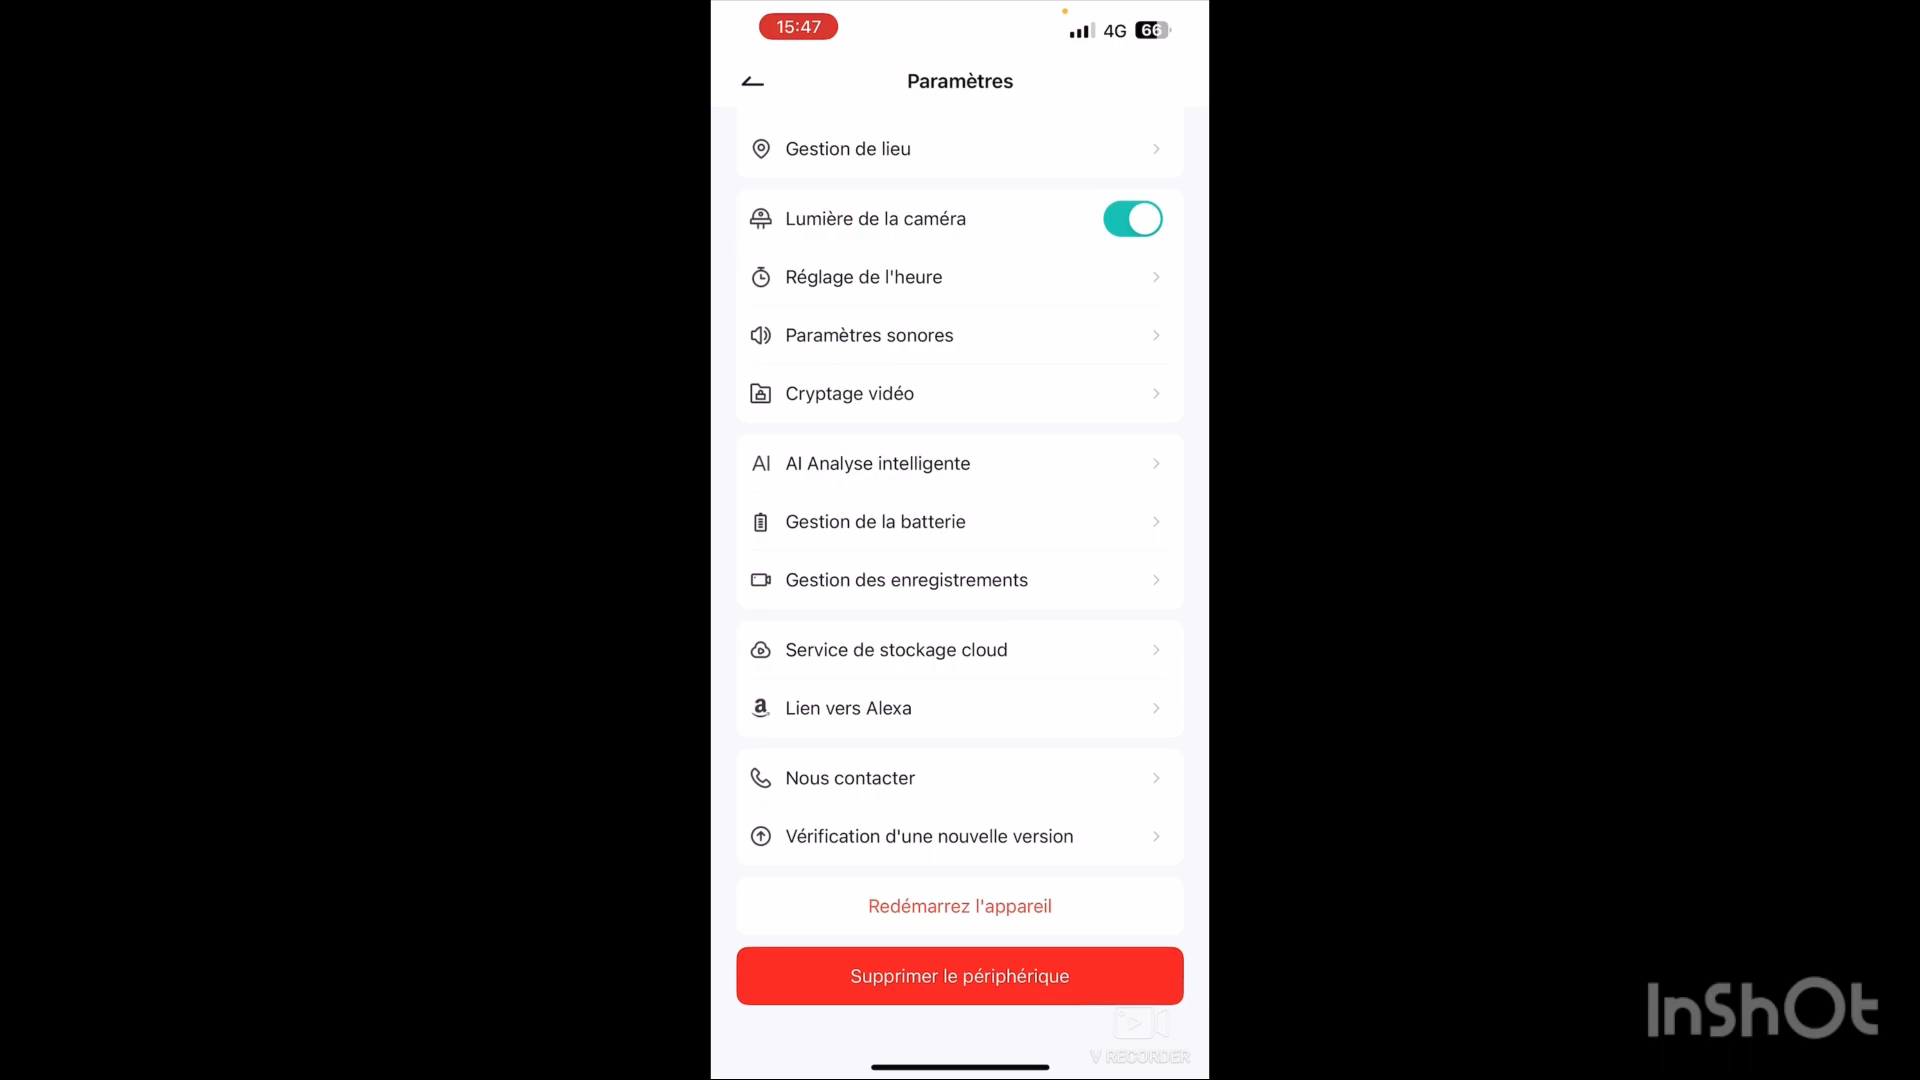 15:47
4G 66
Paramètres
Gestion de lieu
Lumière de la caméra
Réglage de l'heure
Paramètres sonores
Cryptage vidéo
AI AI Analyse intelligente
Gestion de la batterie
Gestion des enregistrements
Service de stockage cloud
a Lien vers Alexa
Nous contacter
Vérification d'une nouvelle version
Redémarrez l'appareil
Supprimer le périphérique
V RECORDER
InShOt